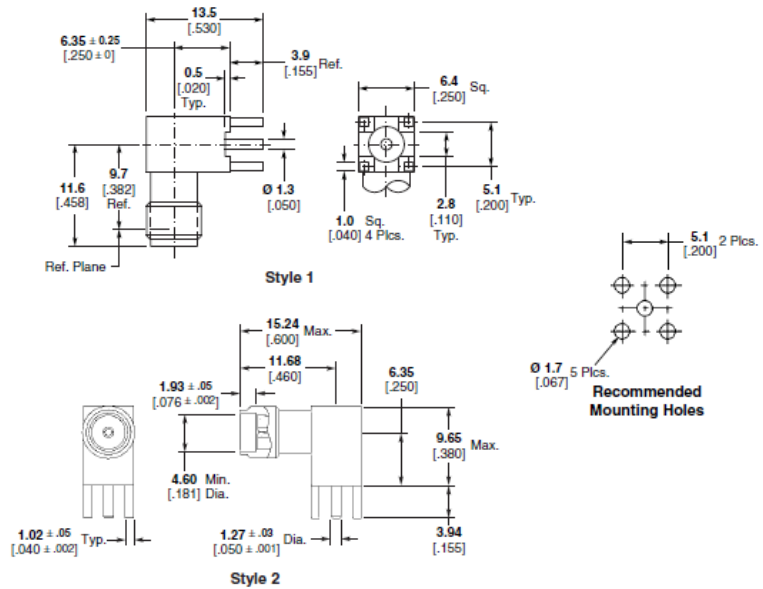 13.5
[.530]
6.35 ± 0.25
[.250 ± 0]
3.9
[.155] Ref.
0.5
[.020]
Typ.
6.4
[.250] Sq.
11.6
[.458]
9.7
[.382]
Ref.
Ø 1.3
[.050]
1.0 Sq.
[.040] 4 Plcs.
2.8
[.110]
Typ.
5.1
[.200] Typ.
Ref. Plane
Style 1
5.1
[.200] 2 Plcs.
Ø 1.7
[.067] 5 Plcs.
Recommended
Mounting Holes
15.24
[.600] Max.
11.68
[.460]
1.93 ± .05
[.076 ± .002]
6.35
[.250]
4.60 Min.
[.181] Dia.
9.65
[.380] Max.
1.02 ± .05
[.040 ± .002] Typ.
1.27 ± .03
[.050 ± .001] Dia.
3.94
[.155]
Style 2